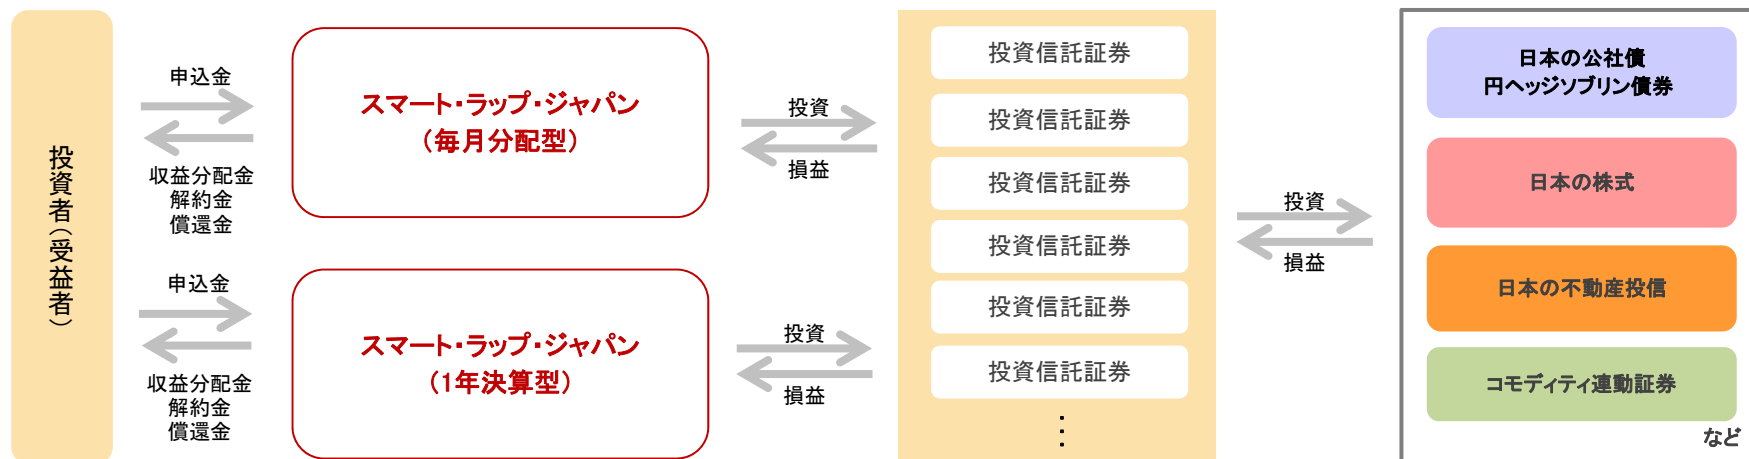 投資者（受益者）
申込金
収益分配金
解約金
償還金
スマート・ラップ・ジャパン
（毎月分配型）
投資
損益
申込金
収益分配金
解約金
償還金
スマート・ラップ・ジャパン
（1年決算型）
投資
損益
投資信託証券
投資信託証券
投資信託証券
投資信託証券
投資信託証券
投資信託証券
⋮
投資
損益
日本の公社債
円ヘッジソブリン債券
日本の株式
日本の不動産投信
コモディティ連動証券
など